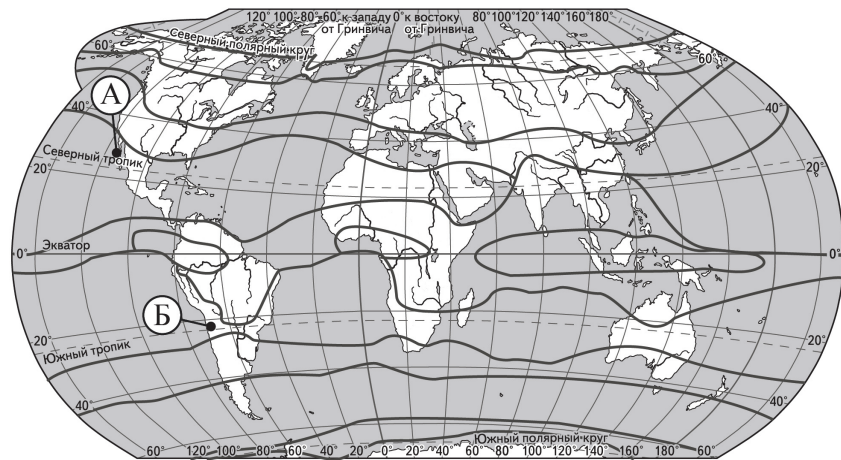 120° 100° 80° 60° к западу 0° к востоку 80° 100° 120° 140° 160° 180°
от Гринвича от Гринвича
Северный полярный круг
60° 60°
А
40° 40°
Северный тропик
20° 20°
Экватор
0° 0°
Б
20° 20°
Южный тропик
40° 40°
Южный полярный круг
60° 120° 100° 80° 60° 40° 20° 0° 20° 40° 60° 80° 100° 120° 140° 160° 180° 60°